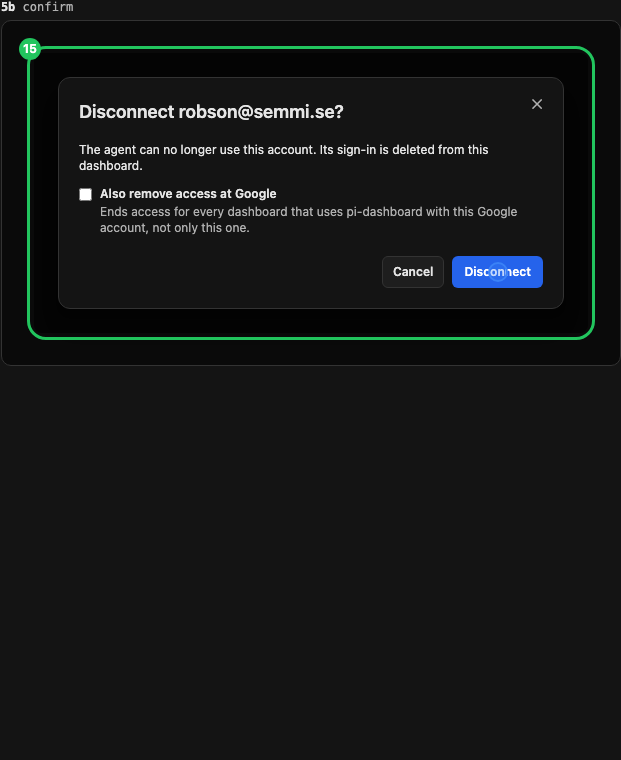 5b confirm
15
Disconnect robson@semmi.se?
The agent can no longer use this account. Its sign-in is deleted from this
dashboard.
Also remove access at Google
Ends access for every dashboard that uses pi-dashboard with this Google
account, not only this one.
Cancel
Disconnect